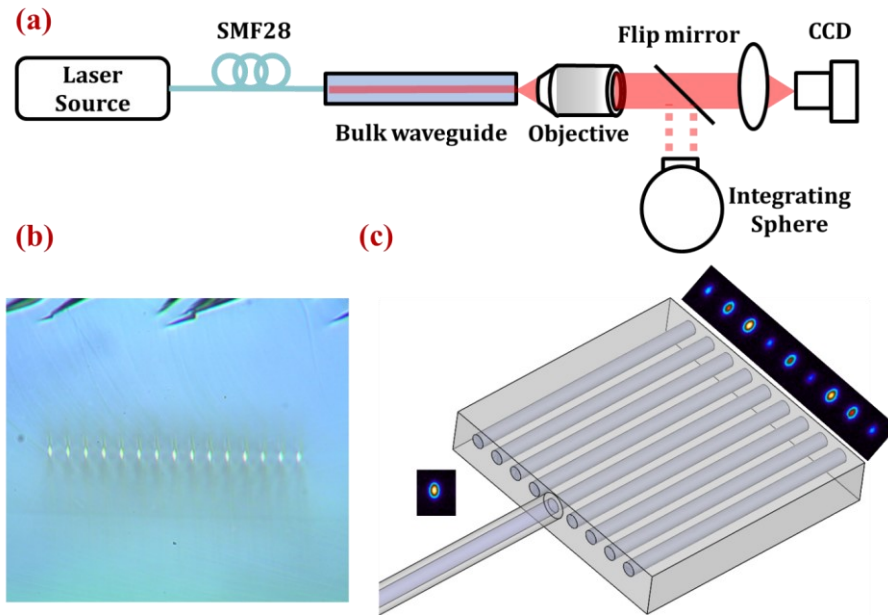 (a)
SMF28
Flip mirror
CCD
Laser
Source
Bulk waveguide
Objective
Integrating
Sphere
(b)
(c)